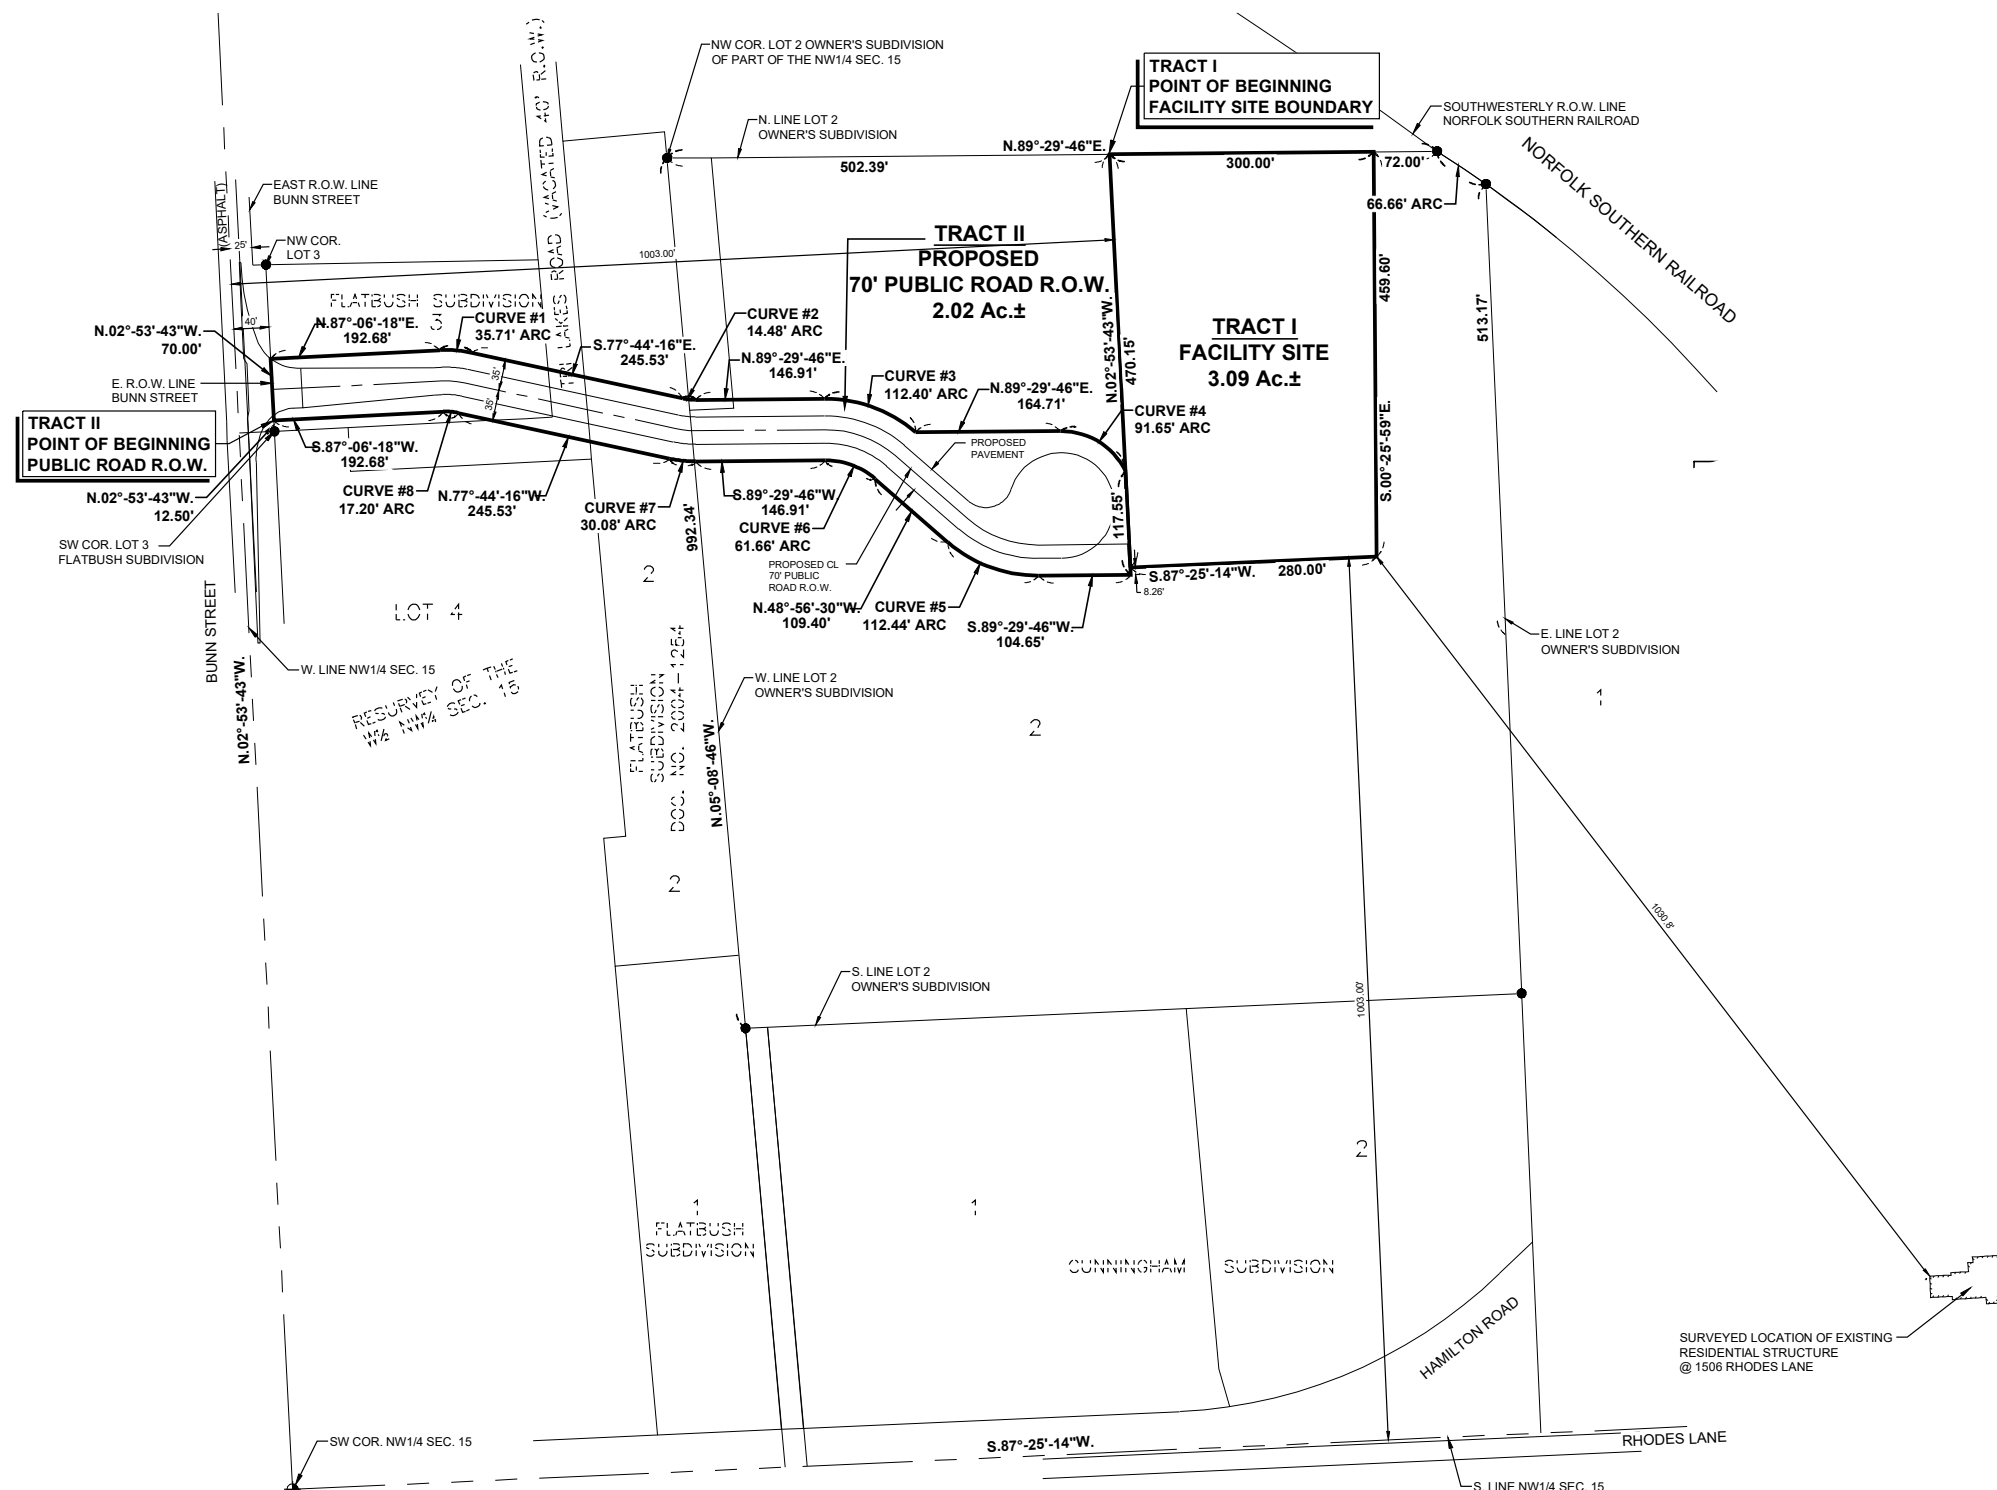 NW COR. LOT 2 OWNER'S SUBDIVISION
OF PART OF THE NW1/4 SEC. 15
TRACT I
POINT OF BEGINNING
FACILITY SITE BOUNDARY
SOUTHWESTERLY R.O.W. LINE
NORFOLK SOUTHERN RAILROAD
N. LINE LOT 2
OWNER'S SUBDIVISION
N.89°-29'-46"E.
502.39'
300.00'
72.00'
66.66' ARC
NORFOLK SOUTHERN RAILROAD
LAKES ROAD (VACATED 40' R.O.W.)
(ASPHALT)
EAST R.O.W. LINE
BUNN STREET
25'
NW COR.
LOT 3
1003.00'
TRACT II
PROPOSED
70' PUBLIC ROAD R.O.W.
2.02 Ac.±
TRACT I
FACILITY SITE
3.09 Ac.±
459.60'
513.17'
S.00°-25'-59"E.
N.02°-53'-43"W.
470.15'
FLATBUSH SUBDIVISION
3
40'
N.02°-53'-43"W.
70.00'
N.87°-06'-18"E.
192.68'
CURVE #1
35.71' ARC
S.77°-44'-16"E.
245.53'
CURVE #2
14.48' ARC
N.89°-29'-46"E.
146.91'
CURVE #3
112.40' ARC
N.89°-29'-46"E.
164.71'
CURVE #4
91.65' ARC
E. R.O.W. LINE
BUNN STREET
35'
35'
PROPOSED
PAVEMENT
TRACT II
POINT OF BEGINNING
PUBLIC ROAD R.O.W.
S.87°-06'-18"W.
192.68'
N.02°-53'-43"W.
12.50'
CURVE #8
17.20' ARC
N.77°-44'-16"W.
245.53'
CURVE #7
30.08' ARC
S.89°-29'-46"W.
146.91'
CURVE #6
61.66' ARC
117.55'
992.34'
SW COR. LOT 3
FLATBUSH SUBDIVISION
PROPOSED CL
70' PUBLIC
ROAD R.O.W.
N.48°-56'-30"W.
109.40'
CURVE #5
112.44' ARC
S.89°-29'-46"W.
104.65'
S.87°-25'-14"W.
280.00'
8.26'
2
LOT 4
BUNN STREET
N.02°-53'-43"W.
W. LINE NW1/4 SEC. 15
RESURVEY OF THE
W½ NW¼ SEC. 15
FLATBUSH
SUBDIVISION
DOC. NO. 2004-1254
W. LINE LOT 2
OWNER'S SUBDIVISION
N.05°-08'-46"W.
E. LINE LOT 2
OWNER'S SUBDIVISION
1
2
2
1030.8'
S. LINE LOT 2
OWNER'S SUBDIVISION
1003.00'
2
1
FLATBUSH
SUBDIVISION
1
CUNNINGHAM
SUBDIVISION
HAMILTON ROAD
SURVEYED LOCATION OF EXISTING
RESIDENTIAL STRUCTURE
@ 1506 RHODES LANE
SW COR. NW1/4 SEC. 15
S.87°-25'-14"W.
RHODES LANE
S. LINE NW1/4 SEC. 15